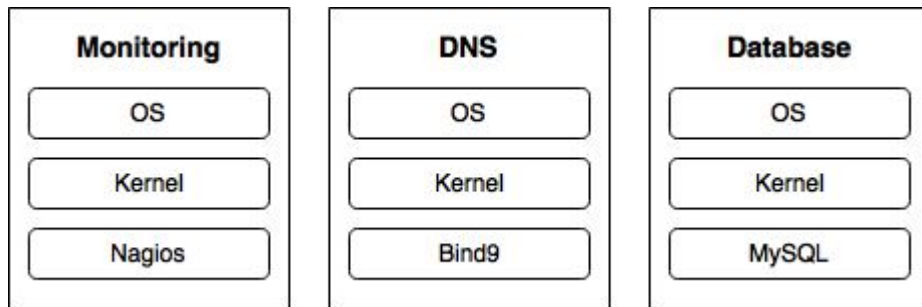 Monitoring
OS
Kernel
Nagios
DNS
OS
Kernel
Bind9
Database
OS
Kernel
MySQL